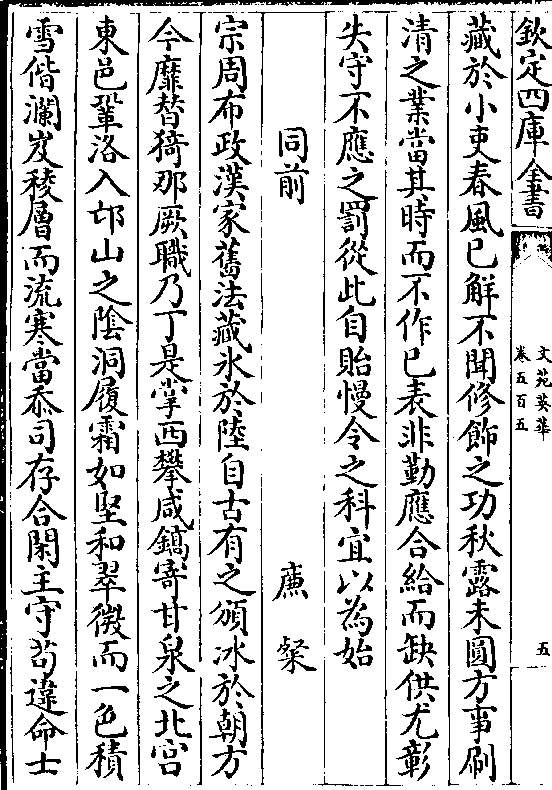 欽定四庫全書
文苑英華
卷五百五
五
藏於小吏春風已解不聞修飾之功秋露未圓方事刷
清之業當其時而不作已表非勤應合給而缺供尤彰
失守不應之罰從此自貽慢令之科宜以為始
同前
康粲
宗周布政漢家舊法藏氷於陸自古有之頒冰於朝方
今靡替猗那厥職乃丁是掌西攀咸鎬寄甘泉之北宮
東邑鞏洛入邙山之陰洞履霜如堅和翠微而一色積
雪偕瀾岌稜層而流寒當忝司存合閑主守茍違命士